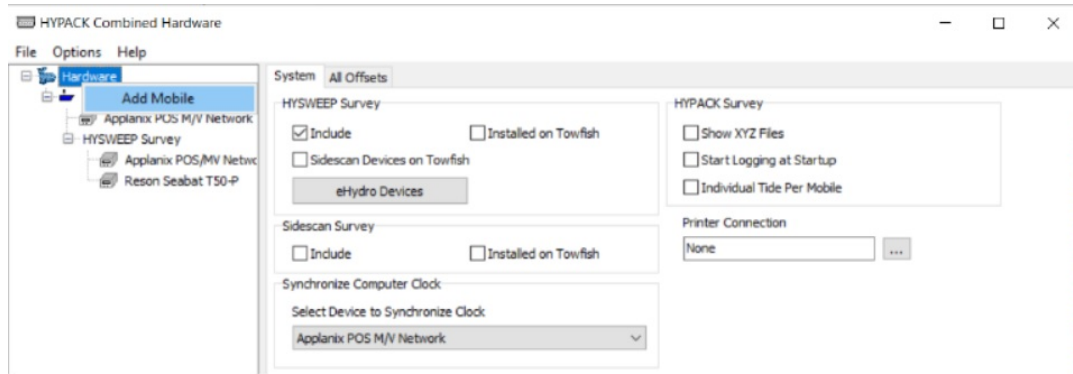 HYPACK Combined Hardware
File Options Help
Hardware
Add Mobile
Applanix POS M/V Network
HYSWEEP Survey
Applanix POS/MV Netwo
Reson Seabat T50-P
System All Offsets
HYSWEEP Survey
Include Installed on Towfish
Sidescan Devices on Towfish
eHydro Devices
Sidescan Survey
Include Installed on Towfish
Synchronize Computer Clock
Select Device to Synchronize Clock
Applanix POS M/V Network
HYPACK Survey
Show XYZ Files
Start Logging at Startup
Individual Tide Per Mobile
Printer Connection
None ...